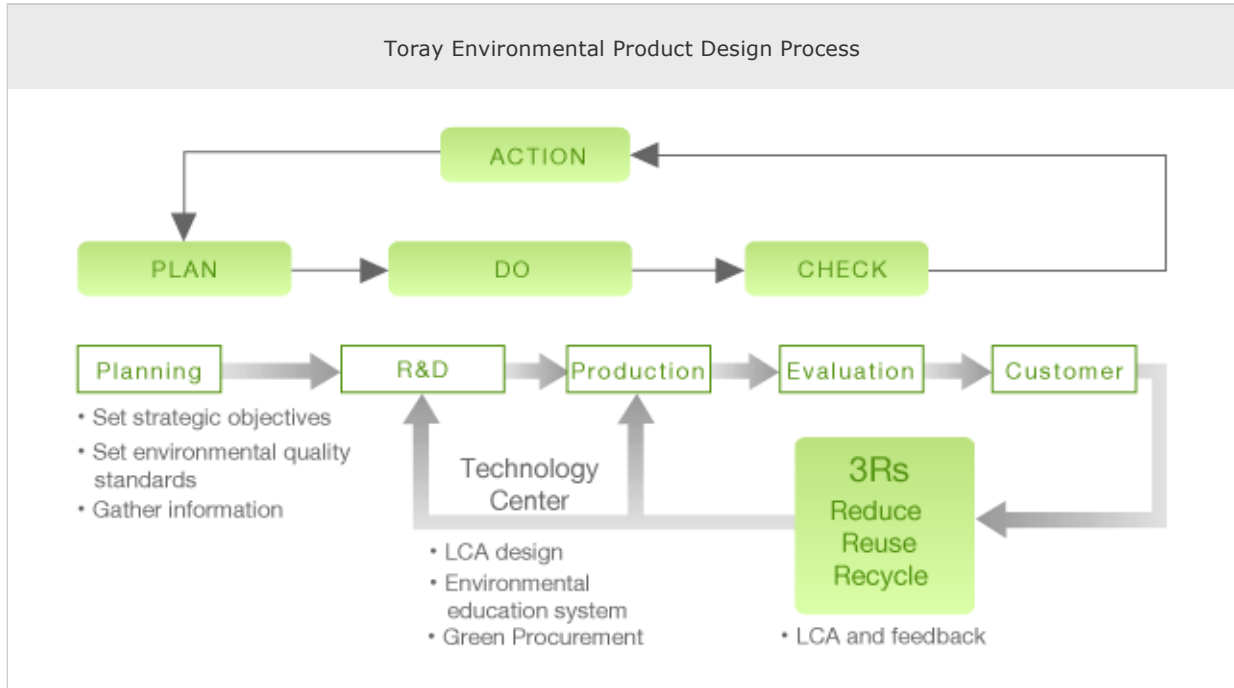 Toray Environmental Product Design Process
ACTION
PLAN
DO
CHECK
Planning
R&D
Production
Evaluation
Customer
• Set strategic objectives
• Set environmental quality
standards
• Gather information
Technology
Center
• LCA design
• Environmental
education system
• Green Procurement
3Rs
Reduce
Reuse
Recycle
• LCA and feedback